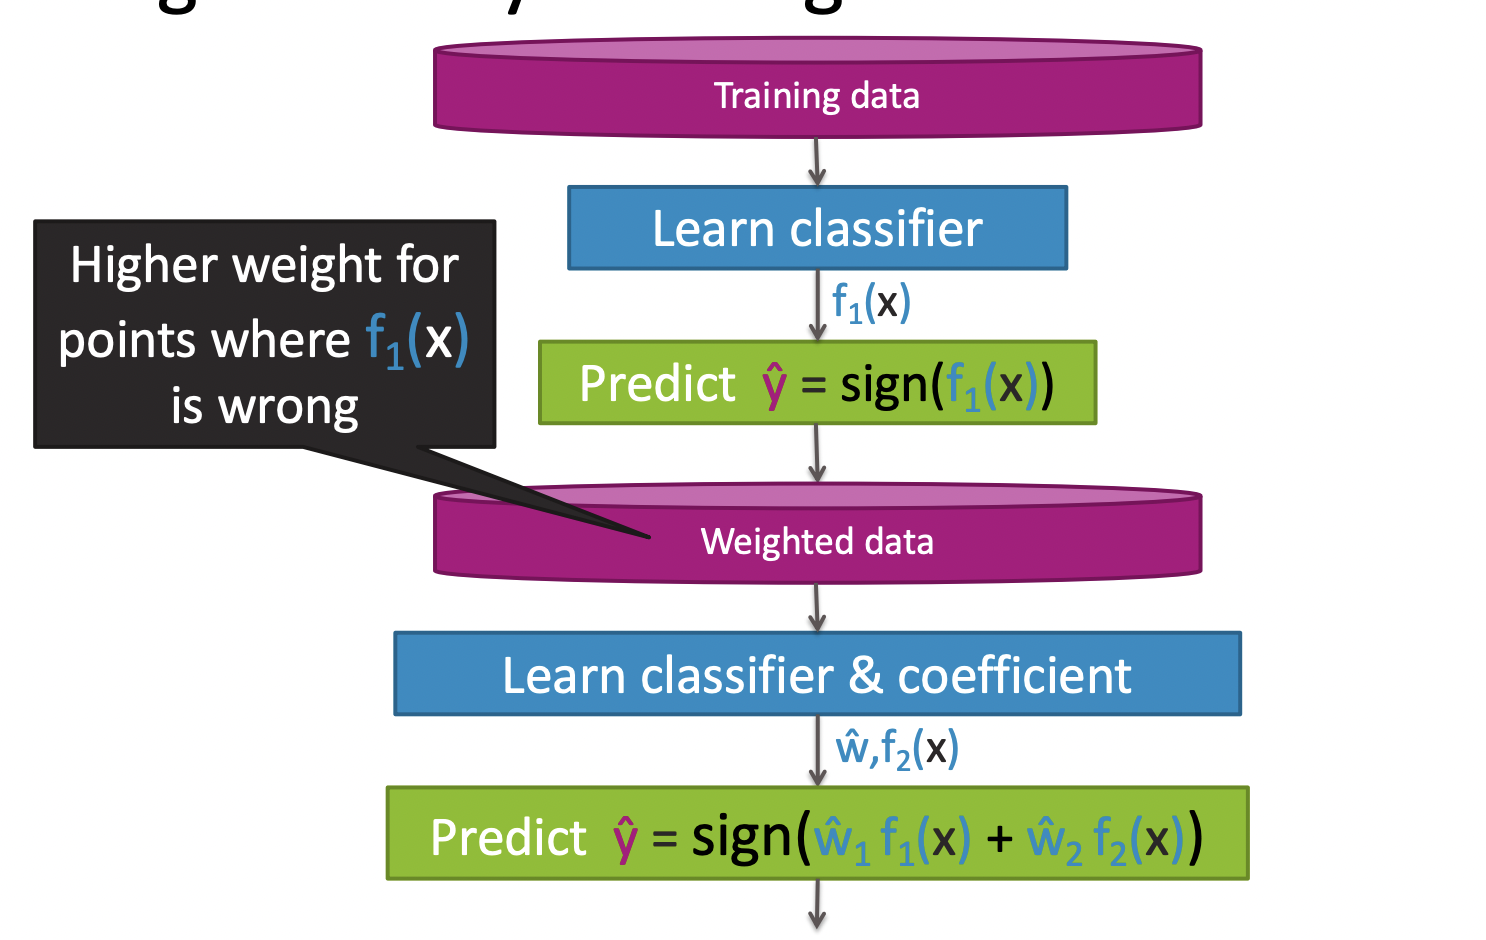 Training data
Learn classifier
f₁(x)
Higher weight for
points where f₁(x)
is wrong
Predict ŷ = sign(f₁(x))
Weighted data
Learn classifier & coefficient
ŵ,f₂(x)
Predict ŷ = sign(ŵ₁ f₁(x) + ŵ₂ f₂(x))